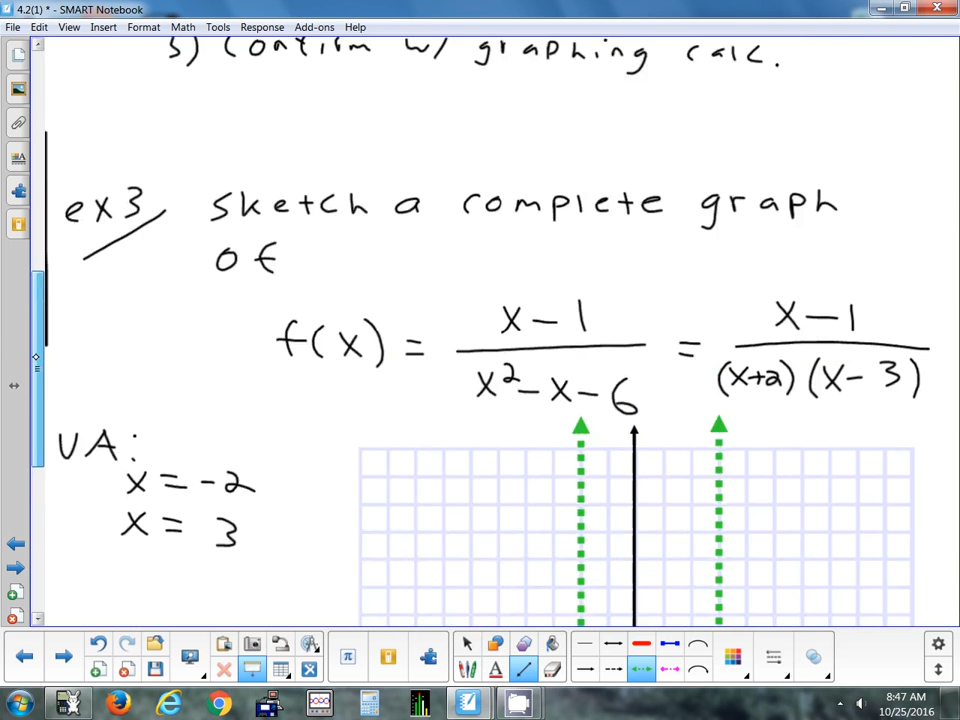 4.2(1) * - SMART Notebook
File Edit View Insert Format Math Tools Response Add-ons Help
3) Confirm w/ graphing calc.
ex3 Sketch a complete graph
of
f(x) = x-1 / x²-x-6 = x-1 / (x+2)(x-3)
VA:
x = -2
x = 3
8:47 AM
10/25/2016